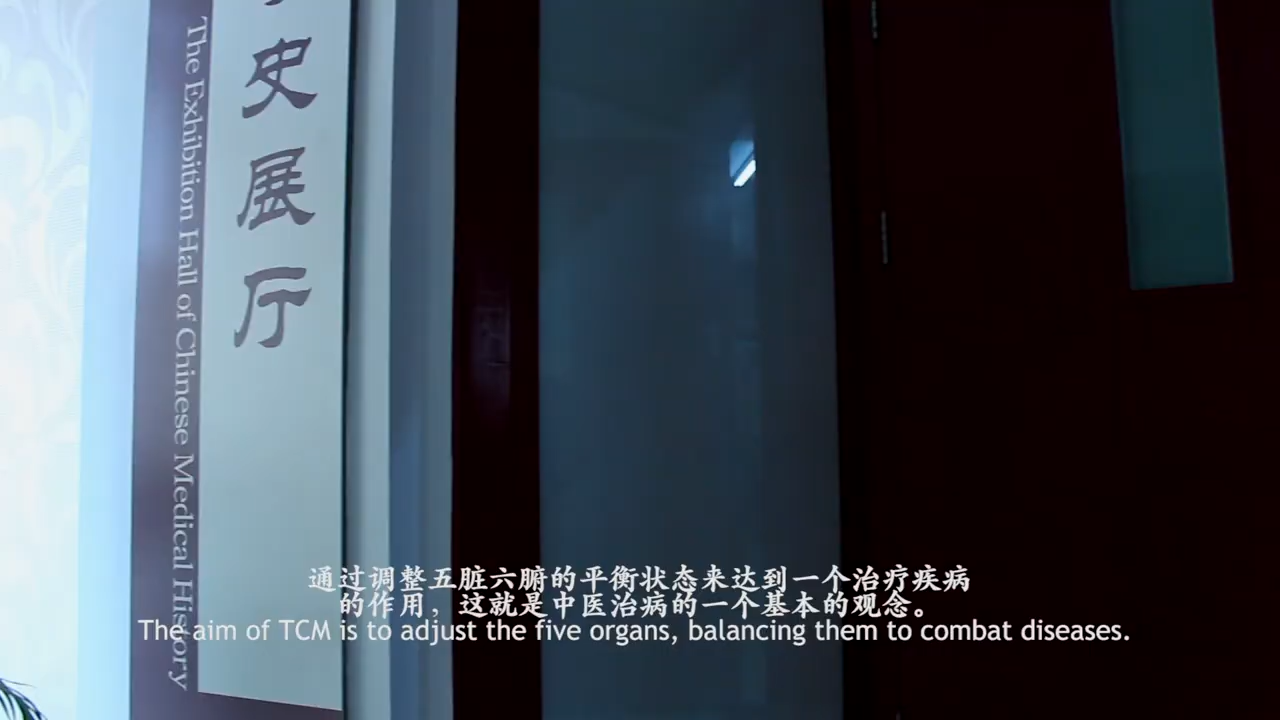 史展厅
The Exhibition Hall of Chinese Medical History
通过调整五脏六腑的平衡状态来达到一个治疗疾病
的作用，这就是中医治病的一个基本的观念。
The aim of TCM is to adjust the five organs, balancing them to combat diseases.